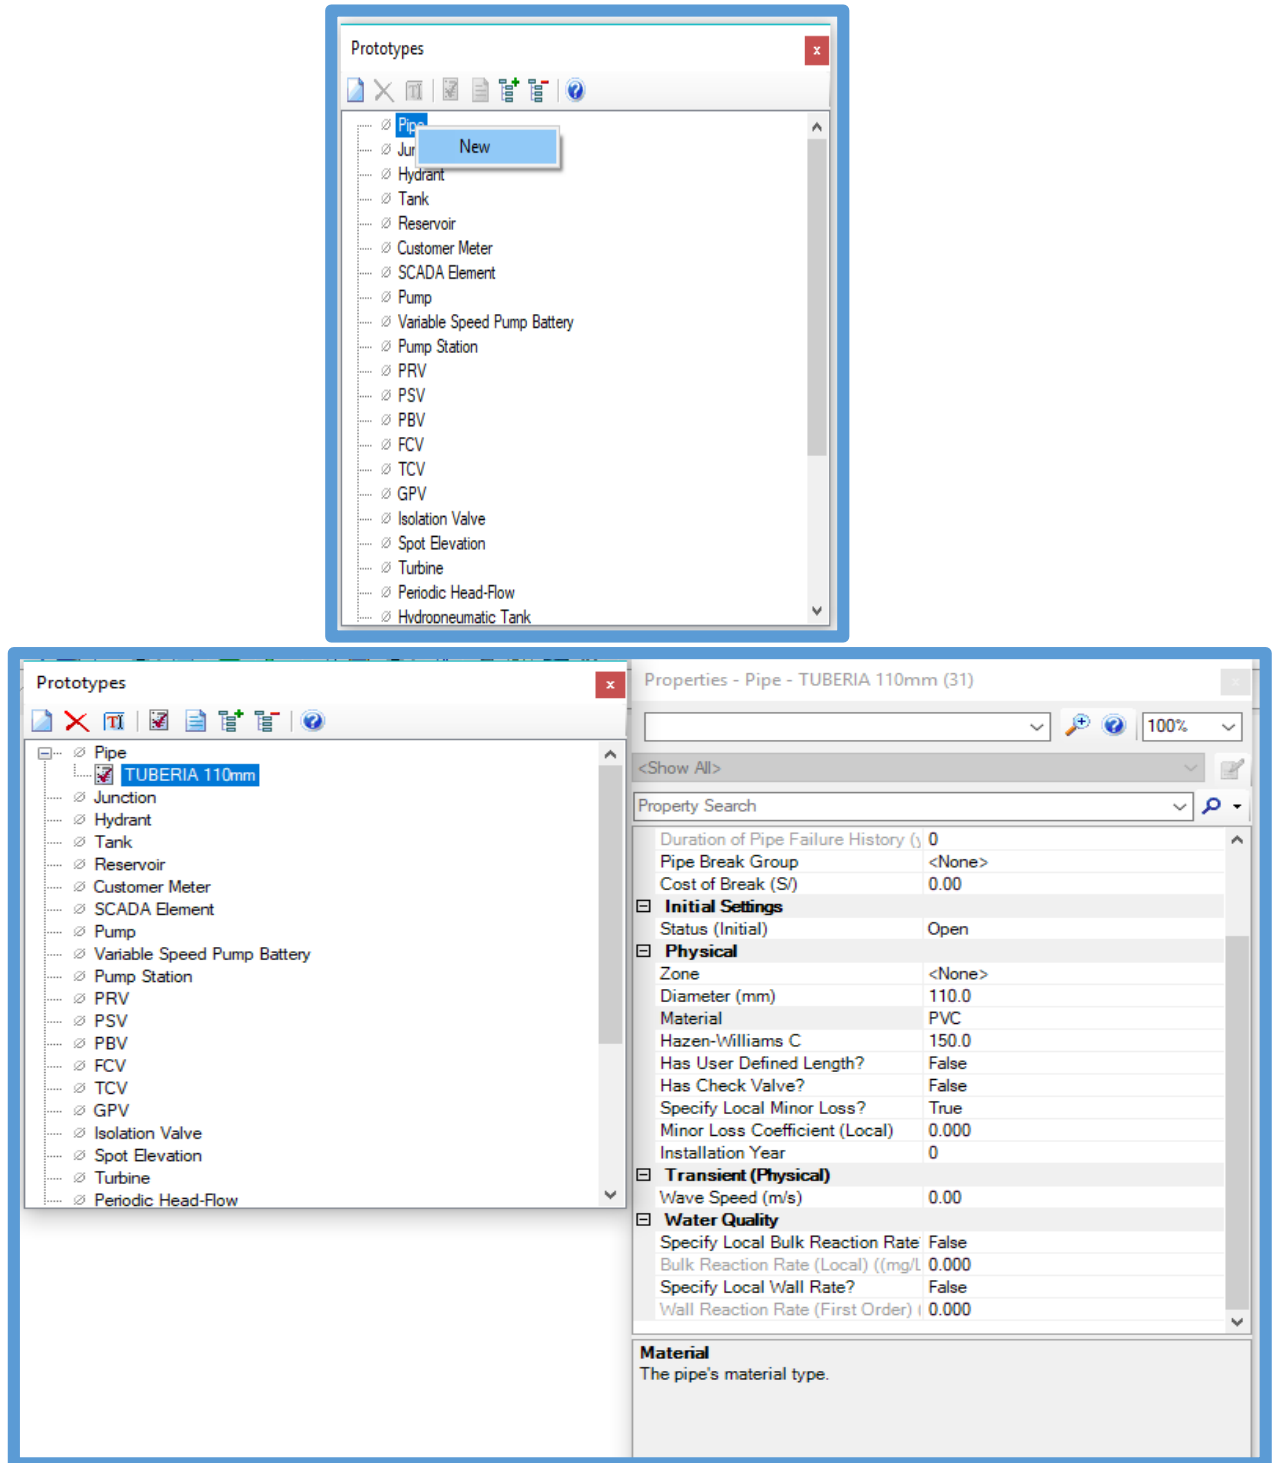 Prototypes
Pipe
New
Jun
Hydrant
Tank
Reservoir
Customer Meter
SCADA Element
Pump
Variable Speed Pump Battery
Pump Station
PRV
PSV
PBV
FCV
TCV
GPV
Isolation Valve
Spot Elevation
Turbine
Periodic Head-Flow
Hydropneumatic Tank
Prototypes
Pipe
TUBERIA 110mm
Junction
Hydrant
Tank
Reservoir
Customer Meter
SCADA Element
Pump
Variable Speed Pump Battery
Pump Station
PRV
PSV
PBV
FCV
TCV
GPV
Isolation Valve
Spot Elevation
Turbine
Periodic Head-Flow
Properties - Pipe - TUBERIA 110mm (31)
100%
<Show All>
Property Search
Duration of Pipe Failure History (y 0
Pipe Break Group <None>
Cost of Break (S/) 0.00
Initial Settings
Status (Initial) Open
Physical
Zone <None>
Diameter (mm) 110.0
Material PVC
Hazen-Williams C 150.0
Has User Defined Length? False
Has Check Valve? False
Specify Local Minor Loss? True
Minor Loss Coefficient (Local) 0.000
Installation Year 0
Transient (Physical)
Wave Speed (m/s) 0.00
Water Quality
Specify Local Bulk Reaction Rate False
Bulk Reaction Rate (Local) ((mg/L 0.000
Specify Local Wall Rate? False
Wall Reaction Rate (First Order) ( 0.000
Material
The pipe's material type.